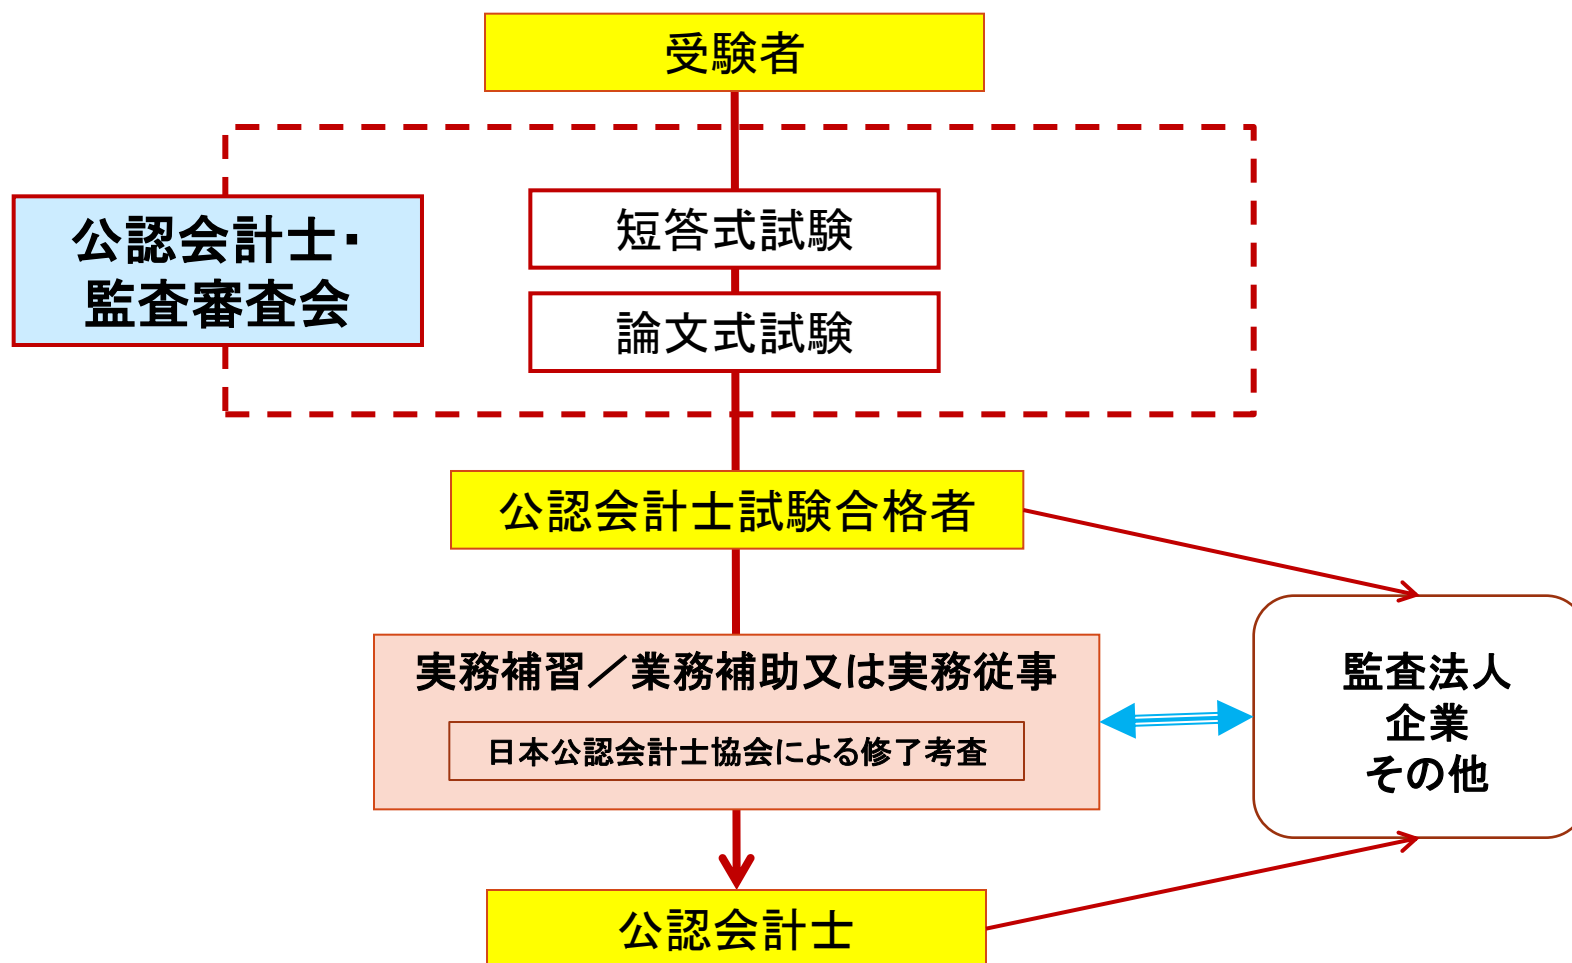 受験者
公認会計士・
監査審査会
短答式試験
論文式試験
公認会計士試験合格者
実務補習／業務補助又は実務従事
日本公認会計士協会による修了考査
監査法人
企業
その他
公認会計士